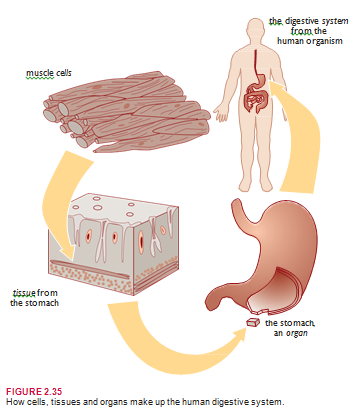 the digestive system
from the
human organism
muscle cells
tissue from
the stomach
the stomach,
an organ
FIGURE 2.35
How cells, tissues and organs make up the human digestive system.